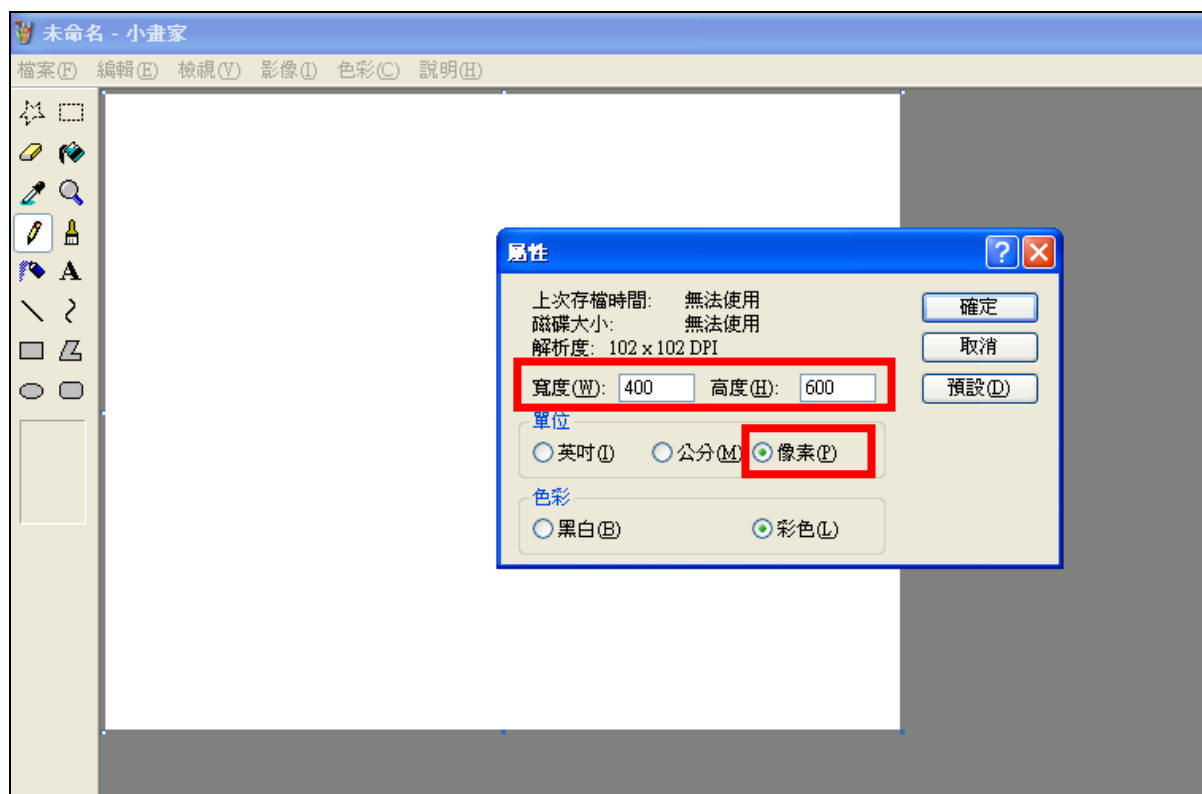 未命名 - 小畫家
檔案(F) 編輯(E) 檢視(V) 影像(I) 色彩(C) 說明(H)
A
屬性
上次存檔時間: 無法使用
確定
磁碟大小: 無法使用
解析度: 102 x 102 DPI
取消
寬度(W): 400 高度(H): 600
預設(D)
單位
英吋(I) 公分(M) 像素(P)
色彩
黑白(B) 彩色(L)